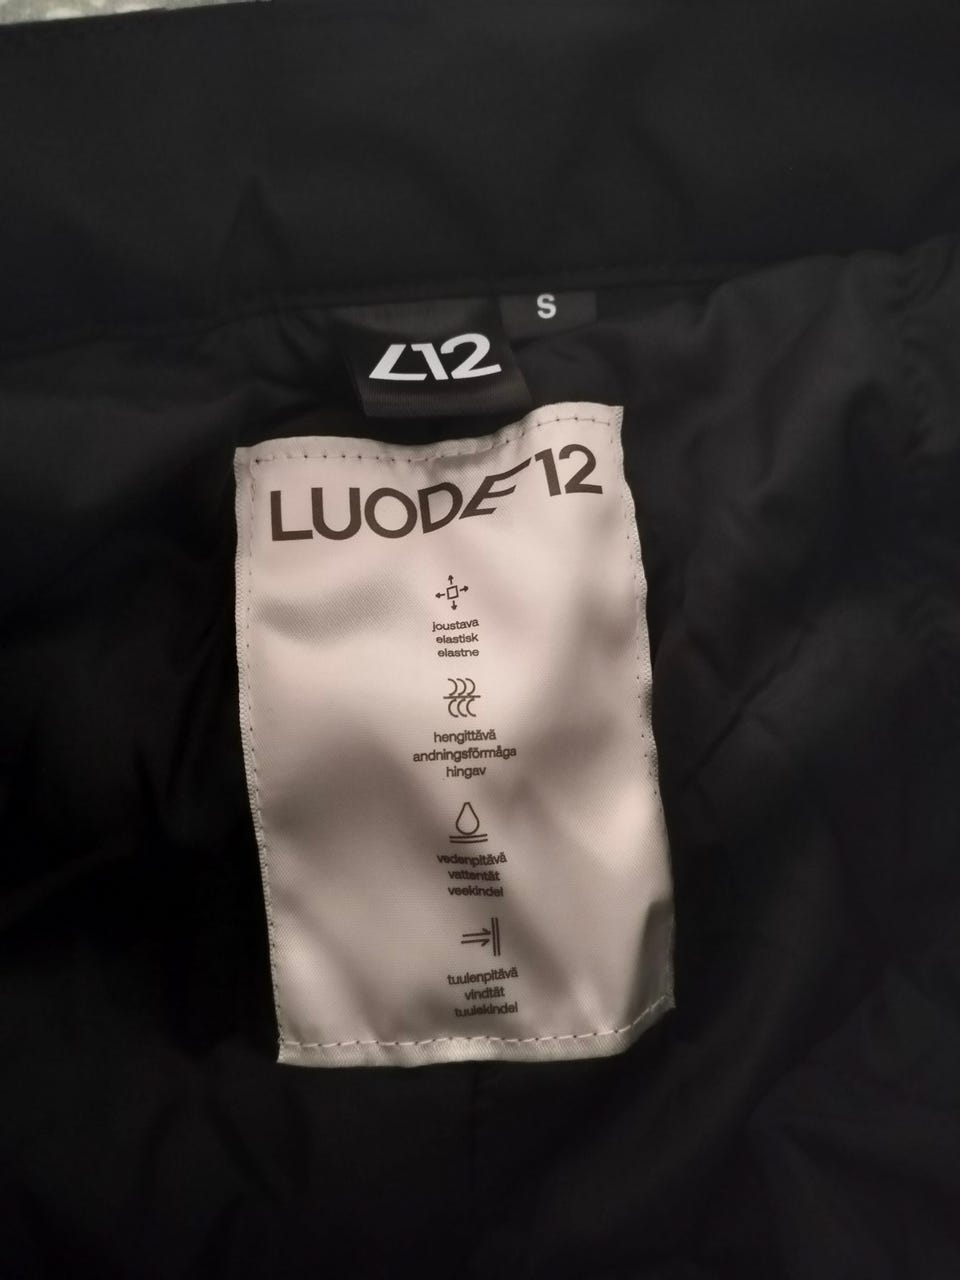 S
L12
LUODE 12
joustava
elastisk
elastne
hengittävä
andningsförmåga
hingav
vedenpitävä
vattentät
veekindel
tuulenpitävä
vindtät
tuulekindel